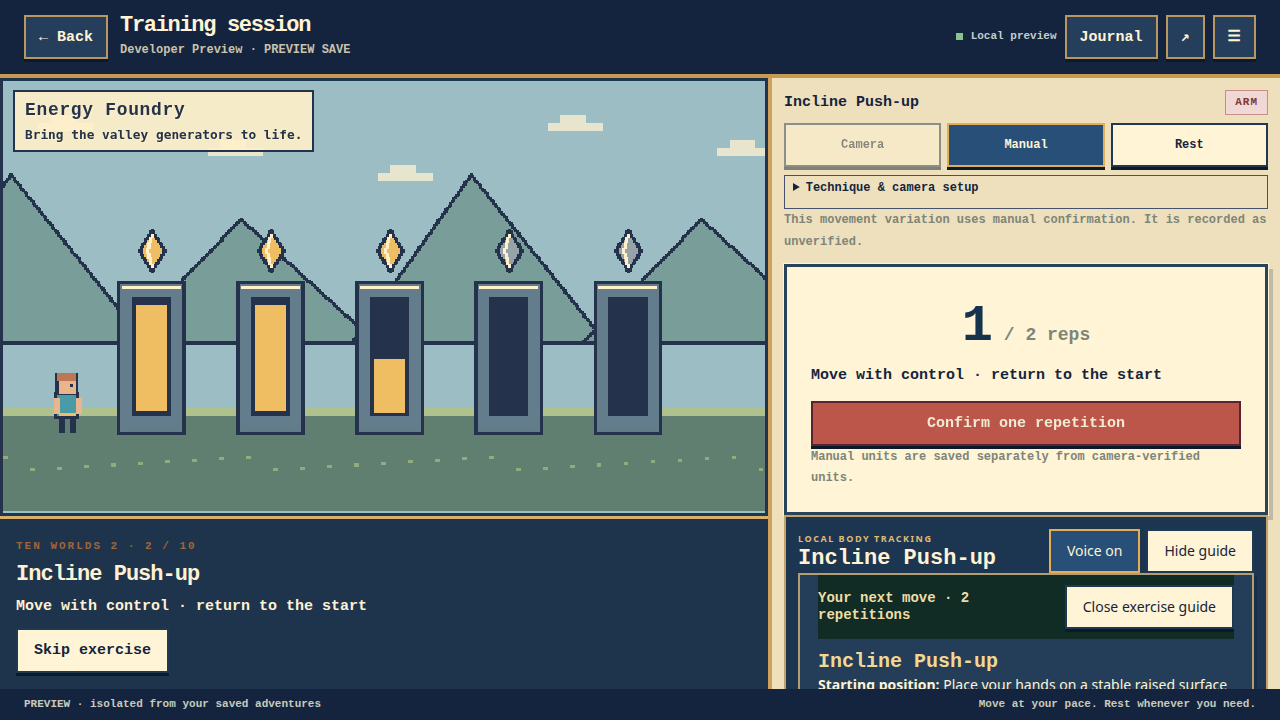 ← Back
Training session
Developer Preview · PREVIEW SAVE
Local preview
Journal
↗
☰
Energy Foundry
Bring the valley generators to life.
TEN WORLDS 2 · 2 / 10
Incline Push-up
Move with control · return to the start
Skip exercise
Incline Push-up
ARM
Camera
Manual
Rest
Technique & camera setup
This movement variation uses manual confirmation. It is recorded as
unverified.
1 / 2 reps
Move with control · return to the start
Confirm one repetition
Manual units are saved separately from camera-verified
units.
LOCAL BODY TRACKING
Incline Push-up
Voice on
Hide guide
Your next move · 2
repetitions
Close exercise guide
Incline Push-up
Starting position: Place your hands on a stable raised surface
PREVIEW · isolated from your saved adventures
Move at your pace. Rest whenever you need.